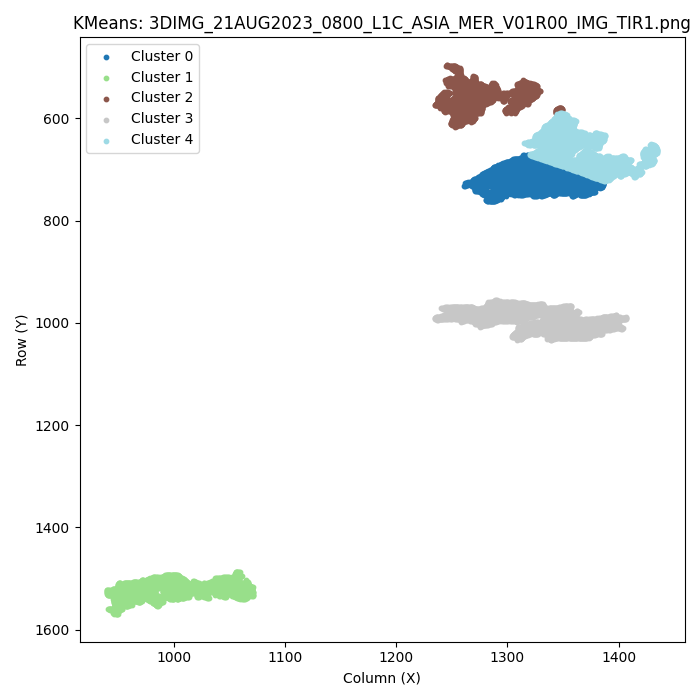 KMeans: 3DIMG_21AUG2023_0800_L1C_ASIA_MER_V01R00_IMG_TIR1.png
Cluster 0
Cluster 1
Cluster 2
Cluster 3
Cluster 4
600
800
1000
1200
1400
1600
Row (Y)
1000 1100 1200 1300 1400
Column (X)